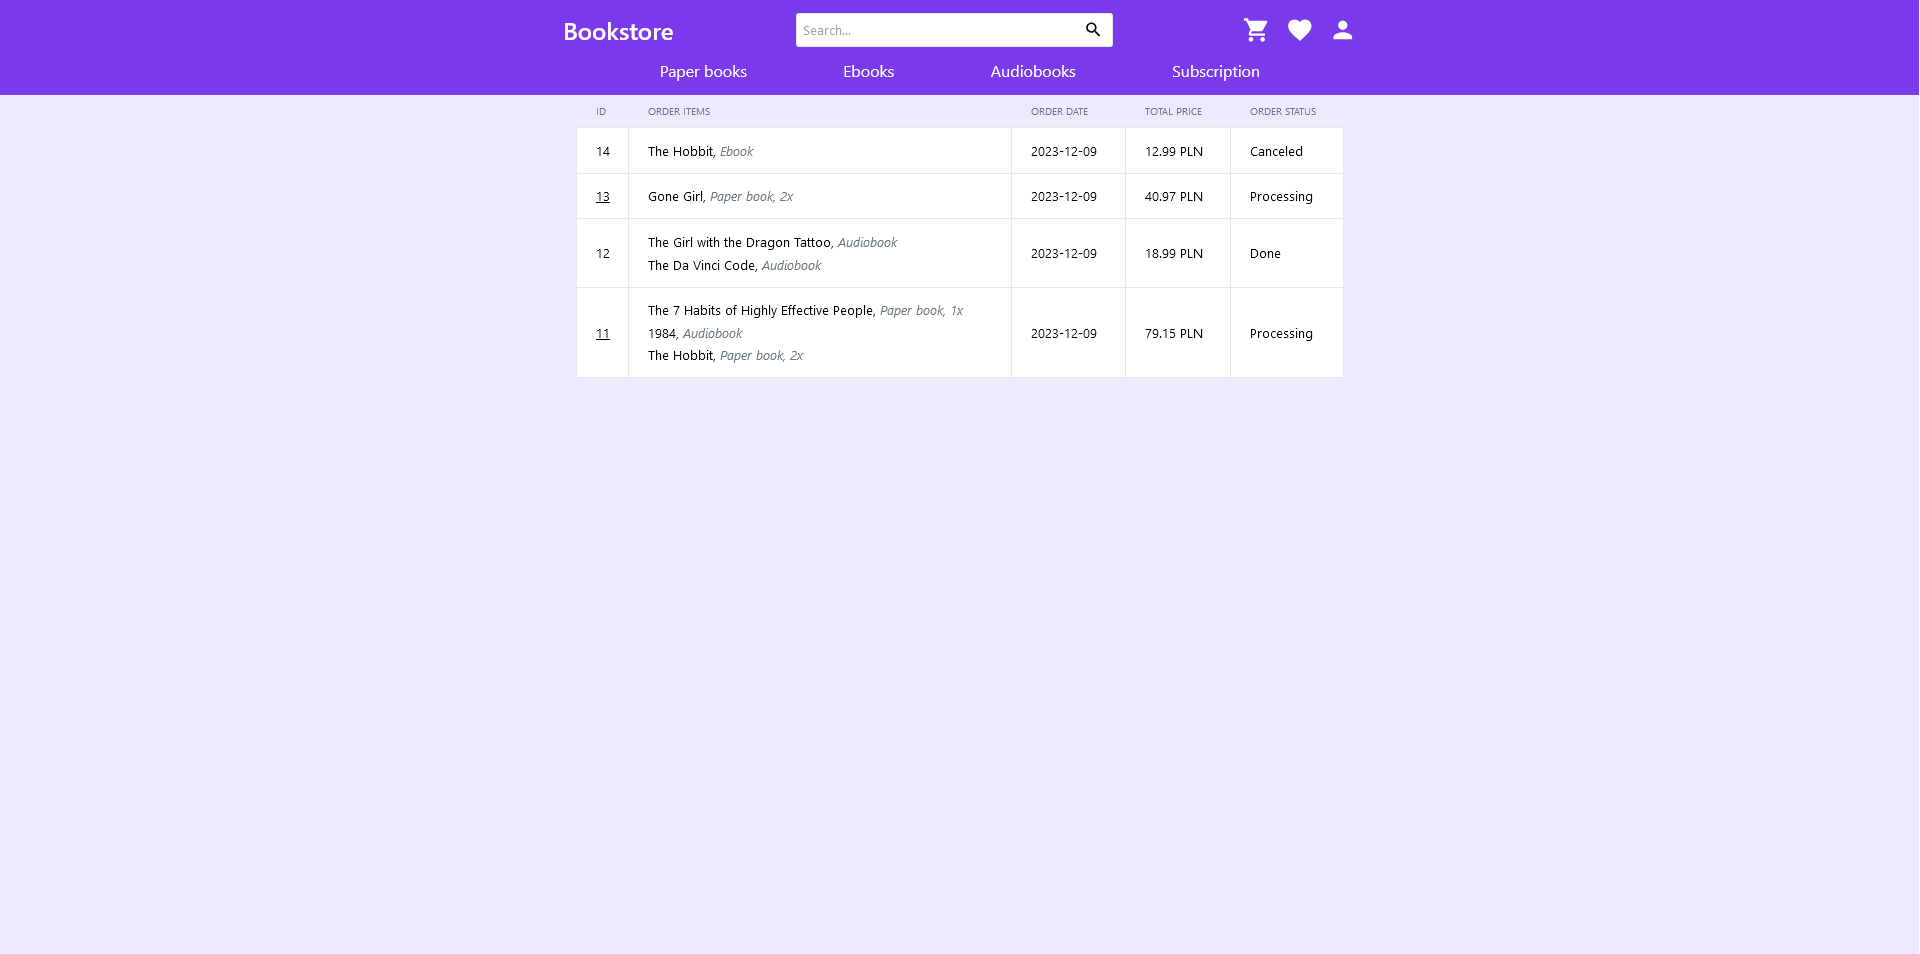 Bookstore
Search...
Paper books Ebooks Audiobooks Subscription
ID ORDER ITEMS ORDER DATE TOTAL PRICE ORDER STATUS
14 The Hobbit, Ebook 2023-12-09 12.99 PLN Canceled
13 Gone Girl, Paper book, 2x 2023-12-09 40.97 PLN Processing
The Girl with the Dragon Tattoo, Audiobook
12 2023-12-09 18.99 PLN Done
The Da Vinci Code, Audiobook
The 7 Habits of Highly Effective People, Paper book, 1x
11 1984, Audiobook 2023-12-09 79.15 PLN Processing
The Hobbit, Paper book, 2x